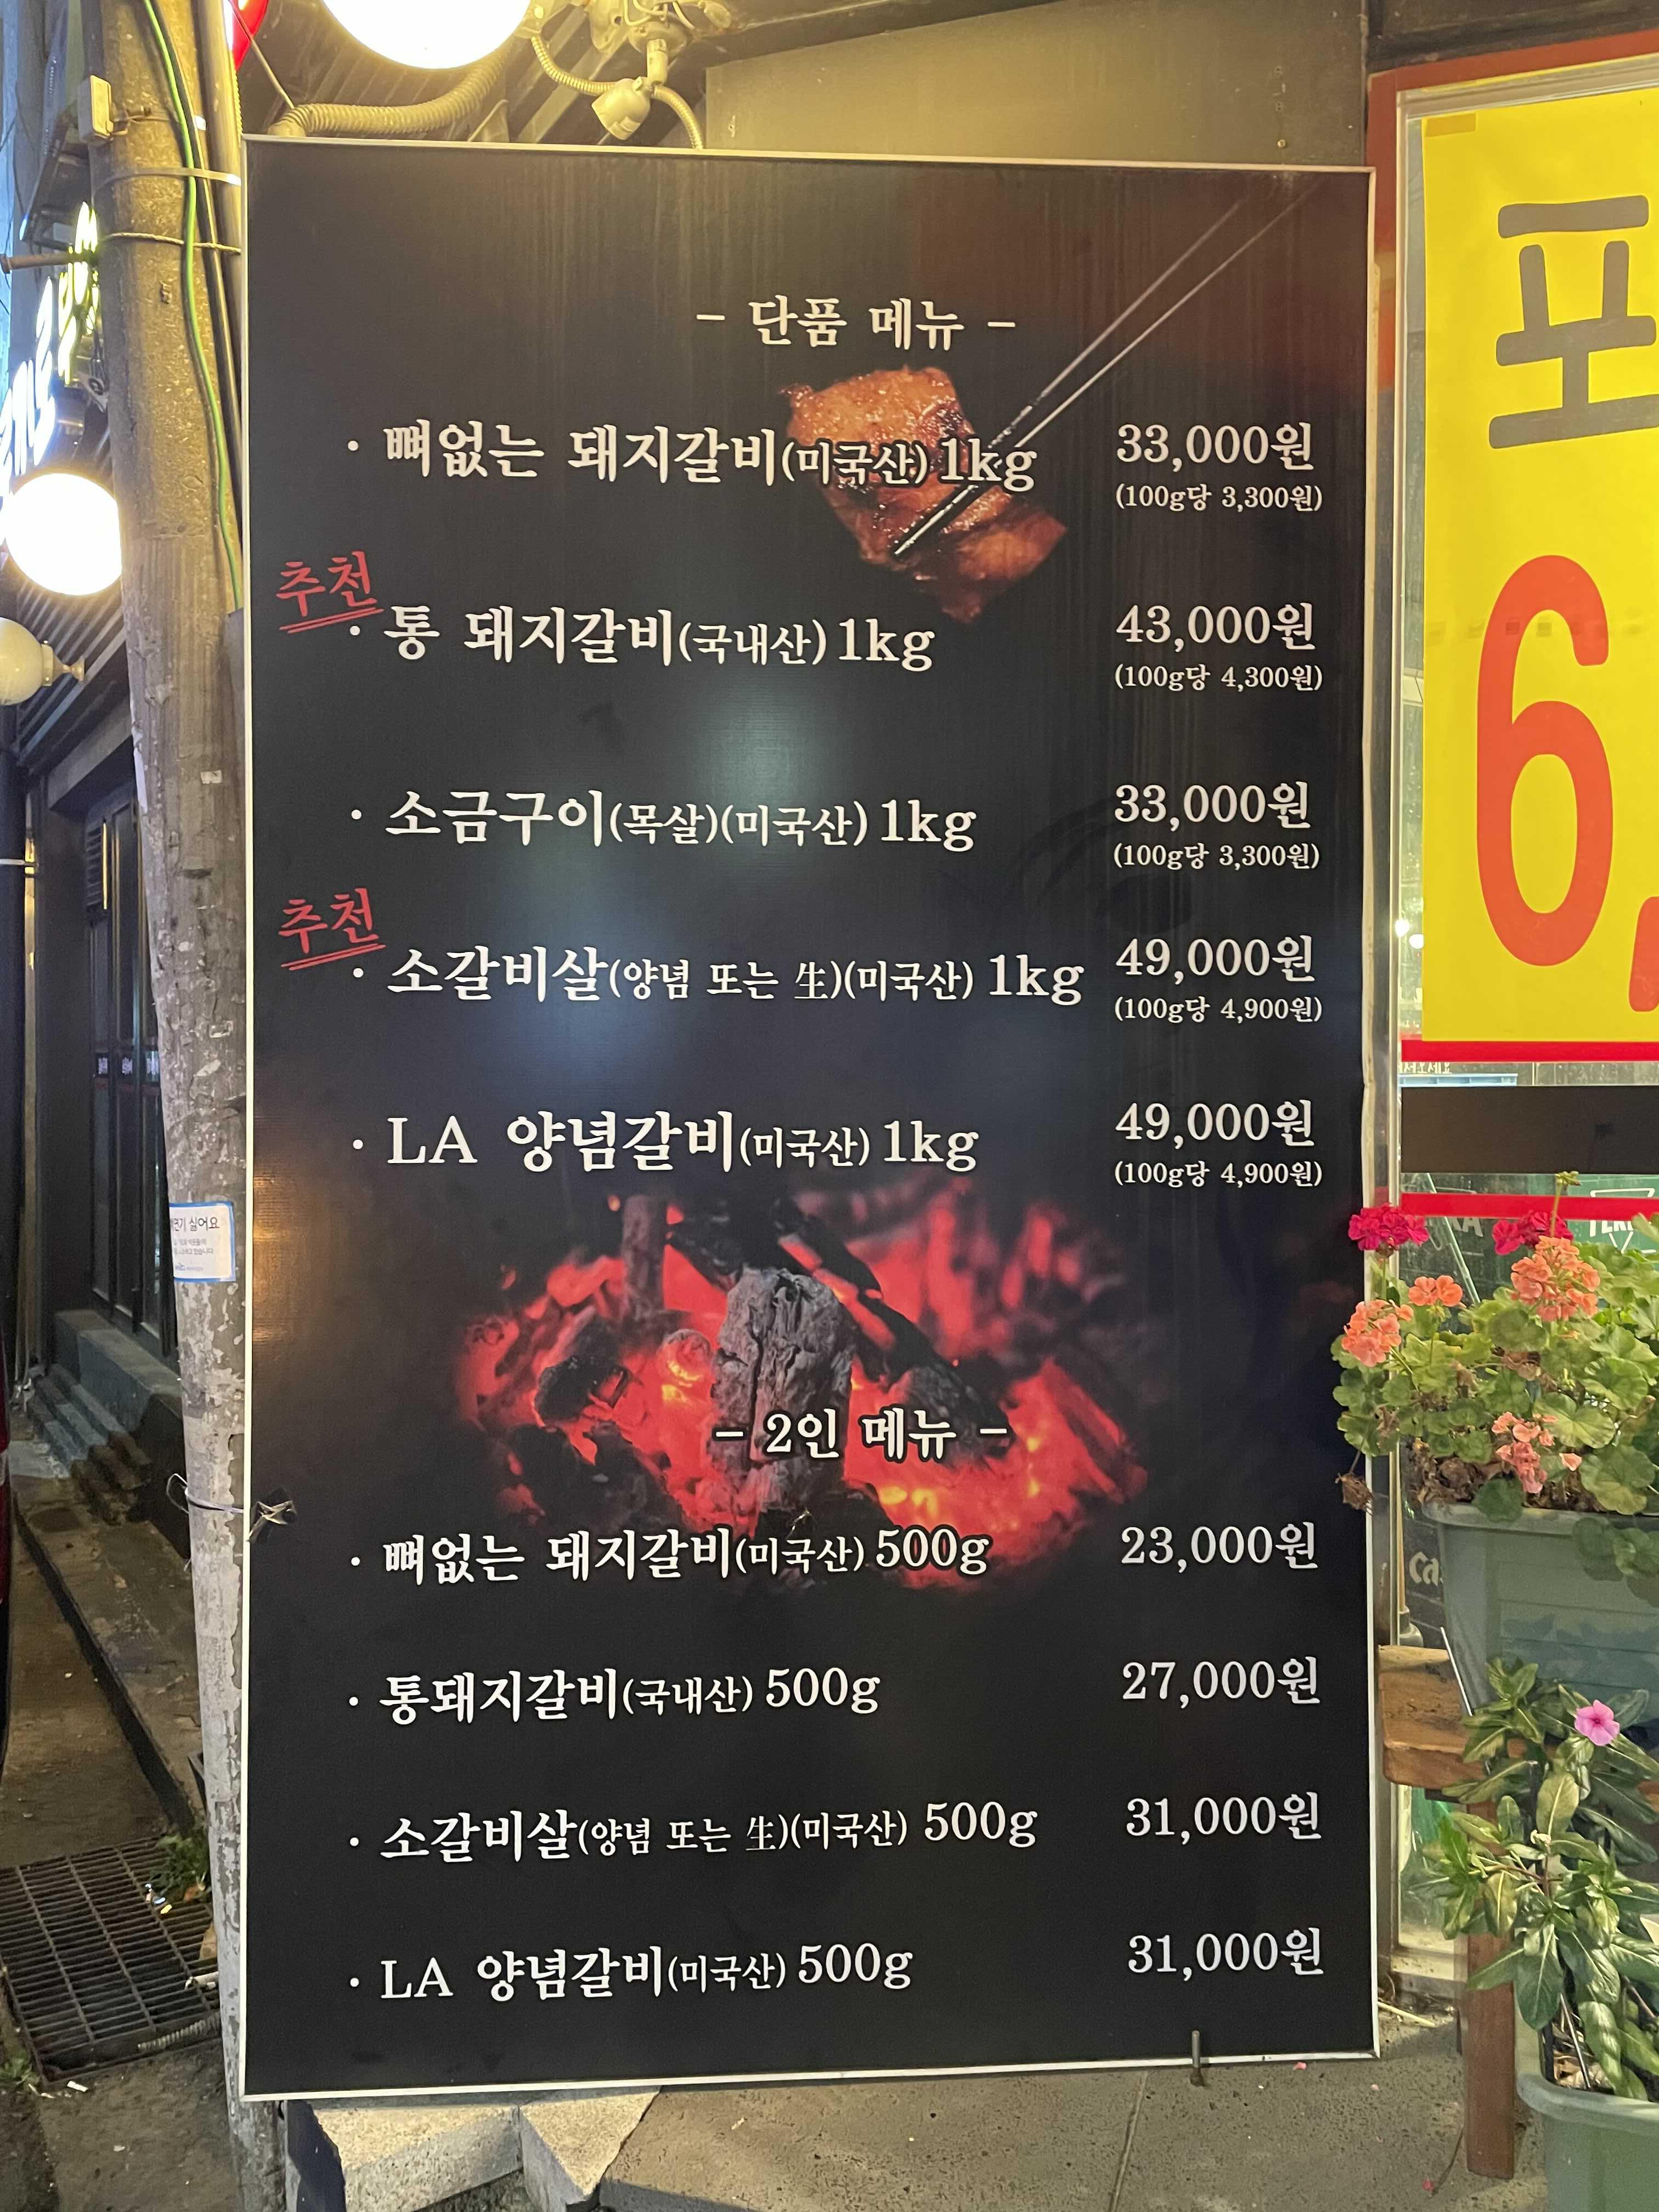 - 단품 메뉴 -
· 뼈없는 돼지갈비(미국산) 1kg 33,000원
(100g당 3,300원)
추천
· 통 돼지갈비(국내산) 1kg 43,000원
(100g당 4,300원)
· 소금구이(목살)(미국산) 1kg 33,000원
(100g당 3,300원)
추천
· 소갈비살(양념 또는 生)(미국산) 1kg 49,000원
(100g당 4,900원)
· LA 양념갈비(미국산) 1kg 49,000원
(100g당 4,900원)
- 2인 메뉴 -
· 뼈없는 돼지갈비(미국산) 500g 23,000원
· 통돼지갈비(국내산) 500g 27,000원
· 소갈비살(양념 또는 生)(미국산) 500g 31,000원
· LA 양념갈비(미국산) 500g 31,000원
포
6,
싫어요